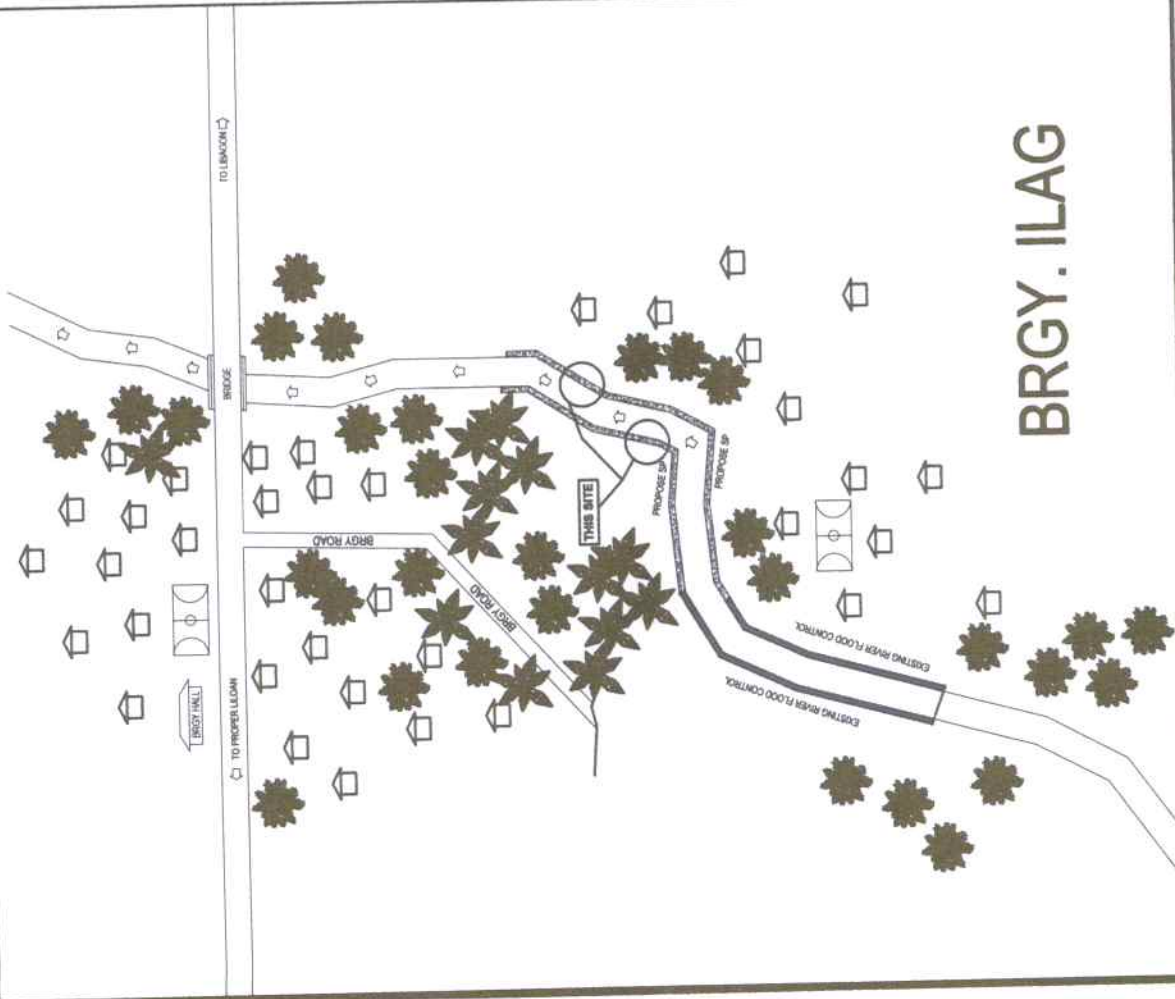 TO LIBAGON
BRIDGE
BRGY ROAD
BRGY ROAD
BRGY HALL
TO PROPER LILOAN
THIS SITE
PROPOSE SP
PROPOSE SP
EXISTING RIVER FLOOD CONTROL
EXISTING RIVER FLOOD CONTROL
BRGY. ILAG